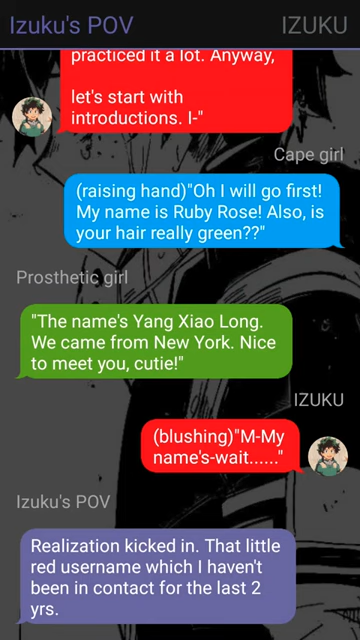 Izuku's POV
IZUKU
practiced it a lot. Anyway,
let's start with
introductions. I-"
Cape girl
(raising hand)"Oh I will go first!
My name is Ruby Rose! Also, is
your hair really green??"
Prosthetic girl
"The name's Yang Xiao Long.
We came from New York. Nice
to meet you, cutie!"
IZUKU
(blushing)"M-My
name's-wait......"
Izuku's POV
Realization kicked in. That little
red username which I haven't
been in contact for the last 2
yrs.